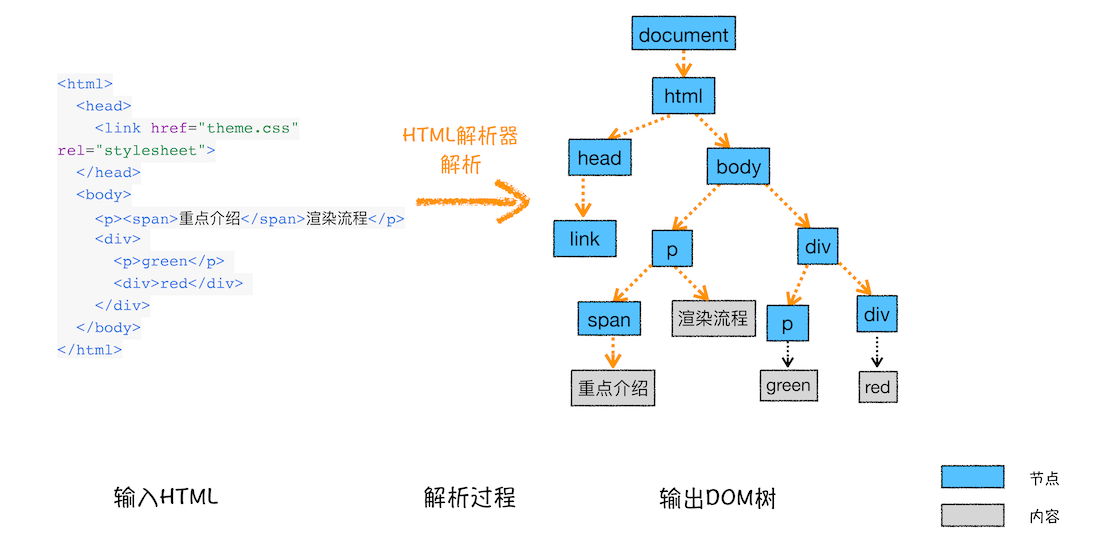 <html>
<head>
<link href="theme.css"
rel="stylesheet">
</head>
<body>
<p><span>重点介绍</span>渲染流程</p>
<div>
<p>green</p>
<div>red</div>
</div>
</body>
</html>
HTML解析器
解析
document
html
head
body
link
p
div
span
渲染流程
p
div
重点介绍
green
red
输入HTML
解析过程
输出DOM树
节点
内容